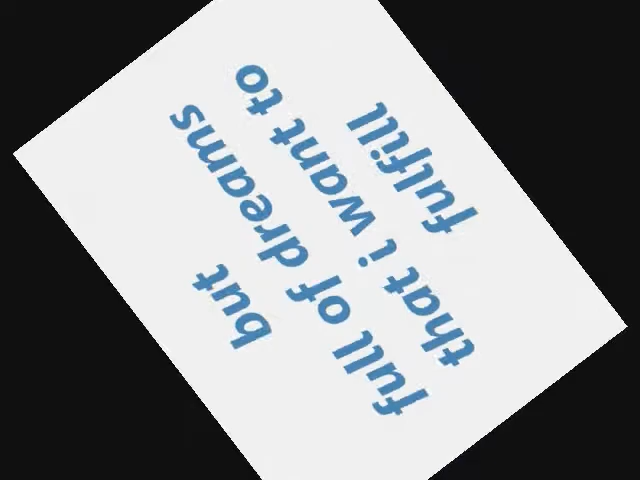 but
full of dreams
that i want to
fulfill